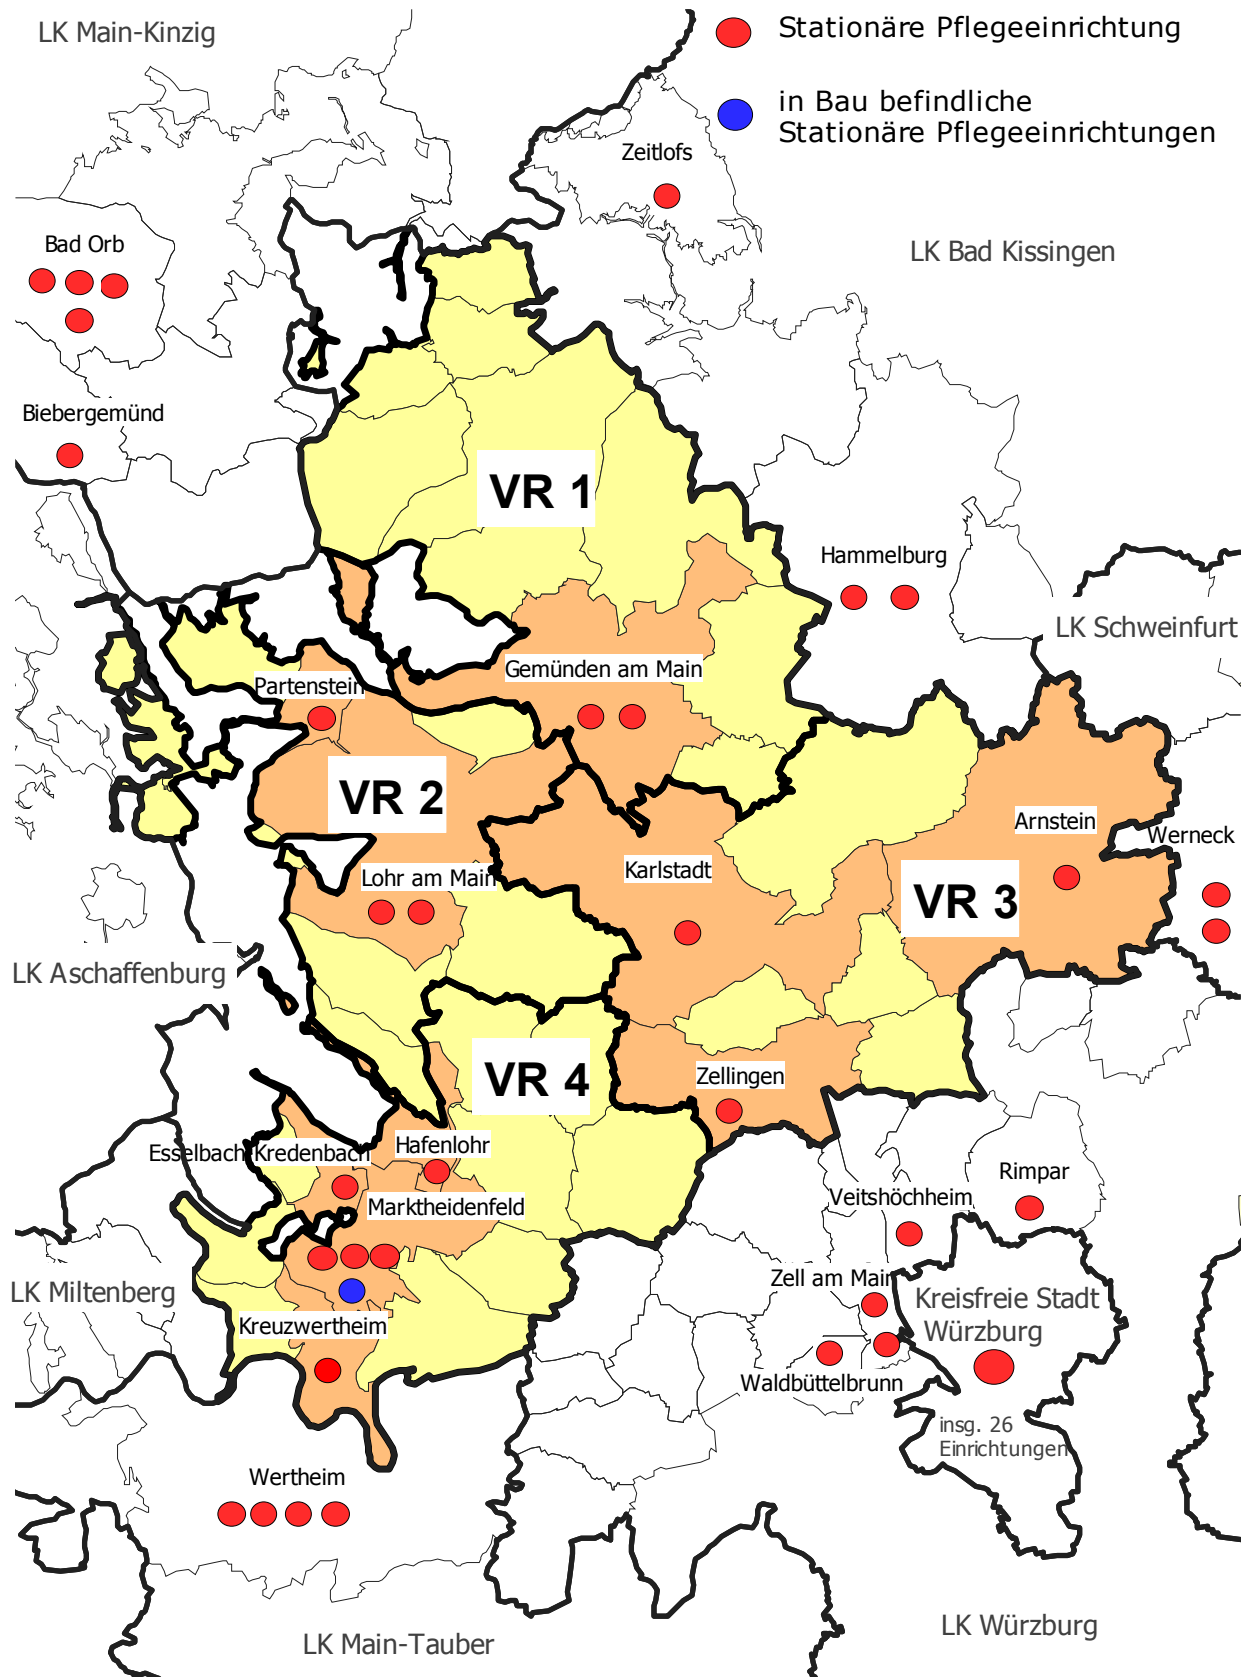 LK Main-Kinzig
Stationäre Pflegeeinrichtung
in Bau befindliche
Stationäre Pflegeeinrichtungen
Zeitlofs
Bad Orb
LK Bad Kissingen
Biebergemünd
VR 1
Hammelburg
LK Schweinfurt
Gemünden am Main
Partenstein
VR 2
Arnstein
Werneck
Karlstadt
Lohr am Main
VR 3
LK Aschaffenburg
VR 4
Zellingen
Hafenlohr
Esselbach-Kredenbach
Rimpar
Veitshöchheim
Marktheidenfeld
Zell am Main
LK Miltenberg
Kreisfreie Stadt
Würzburg
Kreuzwertheim
Waldbüttelbrunn
insg. 26
Einrichtungen
Wertheim
LK Würzburg
LK Main-Tauber